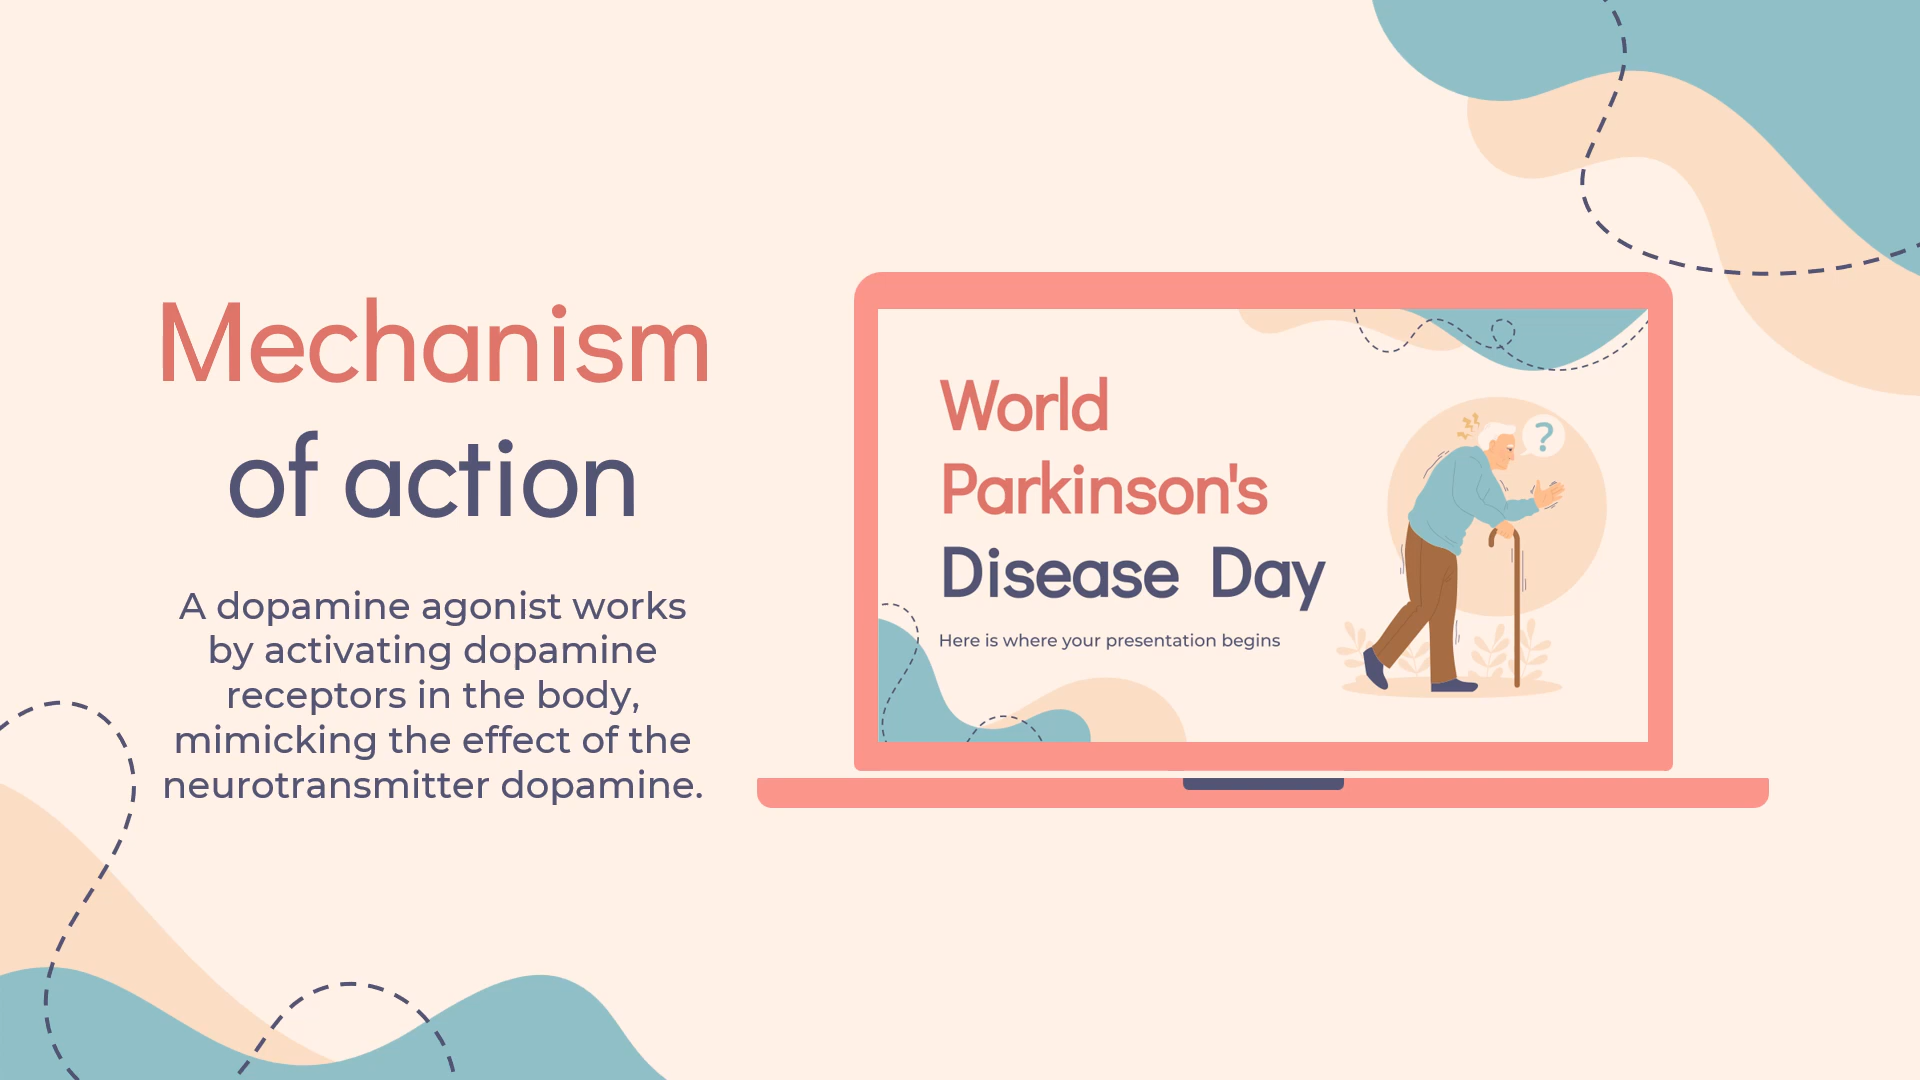 Mechanism
of action
A dopamine agonist works
by activating dopamine
receptors in the body,
mimicking the effect of the
neurotransmitter dopamine.
World
Parkinson's
Disease Day
Here is where your presentation begins
?